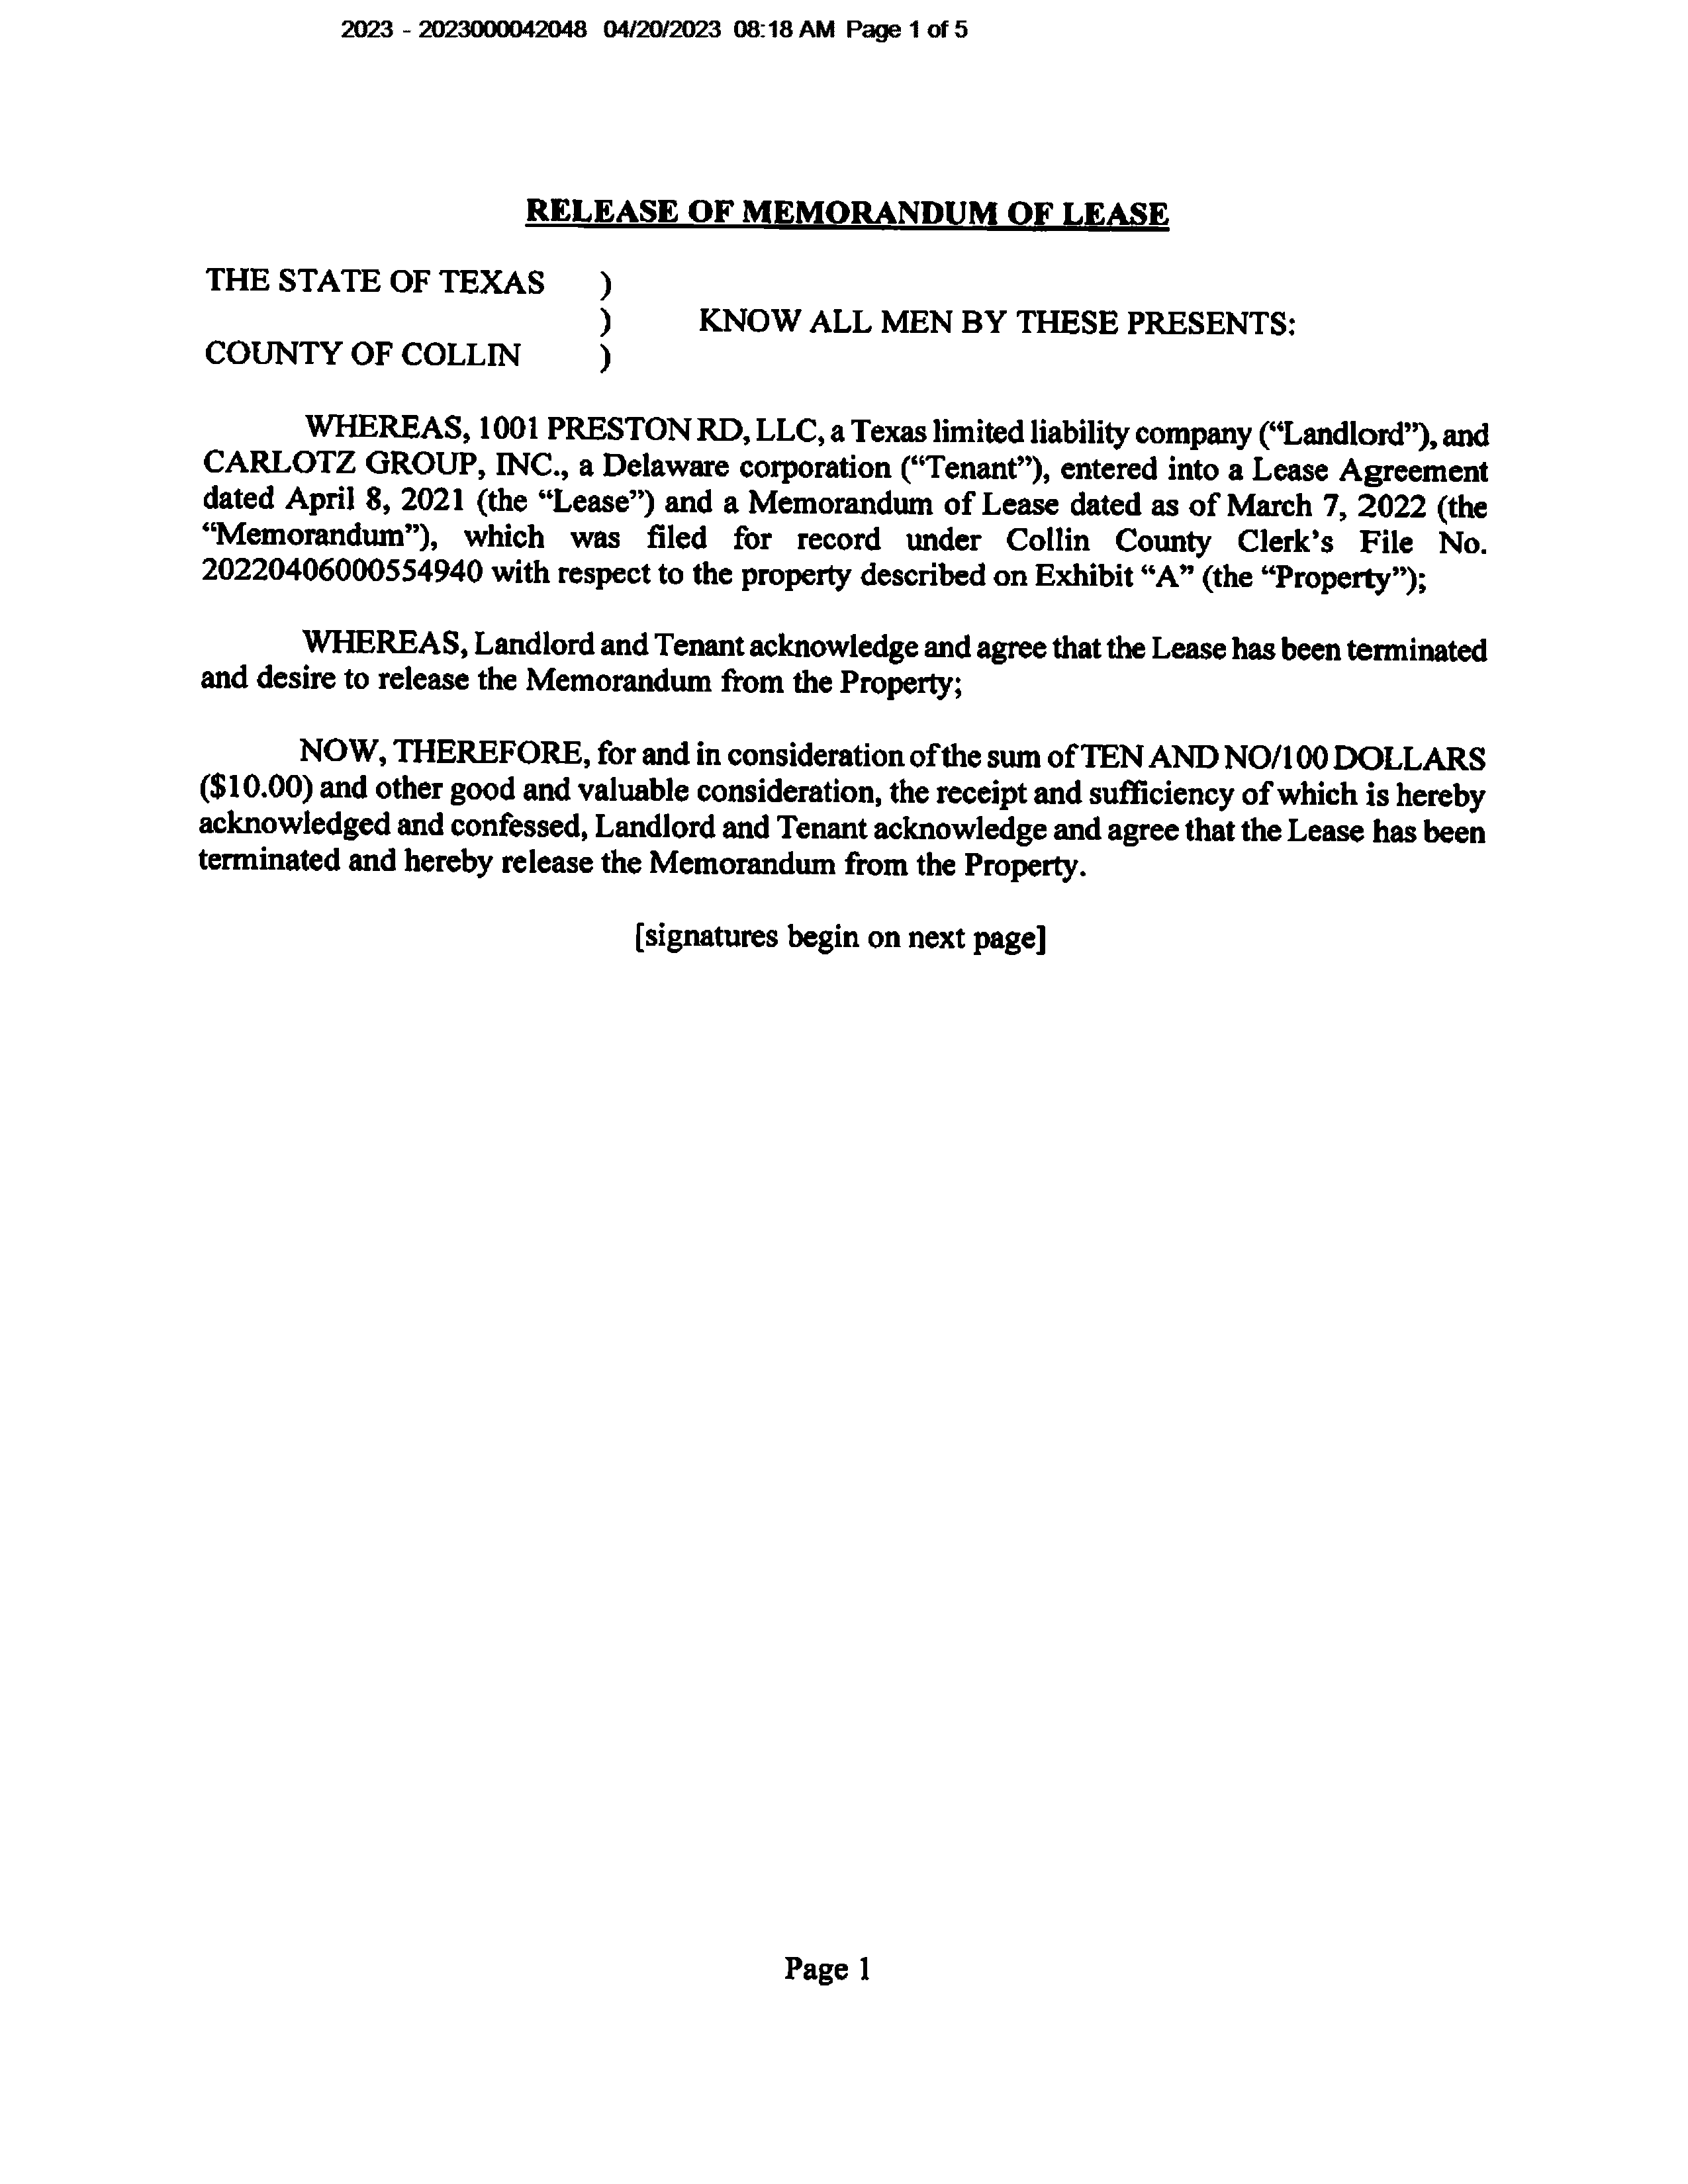 2023 - 2023000042048 04/20/2023 08:18 AM Page 1 of 5
RELEASE OF MEMORANDUM OF LEASE
THE STATE OF TEXAS )
) KNOW ALL MEN BY THESE PRESENTS:
COUNTY OF COLLIN )
WHEREAS, 1001 PRESTON RD, LLC, a Texas limited liability company (“Landlord”), and
CARLOTZ GROUP, INC., a Delaware corporation (“Tenant”), entered into a Lease Agreement
dated April 8, 2021 (the “Lease”) and a Memorandum of Lease dated as of March 7, 2022 (the
“Memorandum”), which was filed for record under Collin County Clerk’s File No.
20220406000554940 with respect to the property described on Exhibit “A” (the “Property”);
WHEREAS, Landlord and Tenant acknowledge and agree that the Lease has been terminated
and desire to release the Memorandum from the Property;
NOW, THEREFORE, for and in consideration of the sum of TEN AND NO/100 DOLLARS
($10.00) and other good and valuable consideration, the receipt and sufficiency of which is hereby
acknowledged and confessed, Landlord and Tenant acknowledge and agree that the Lease has been
terminated and hereby release the Memorandum from the Property.
[signatures begin on next page]
Page 1